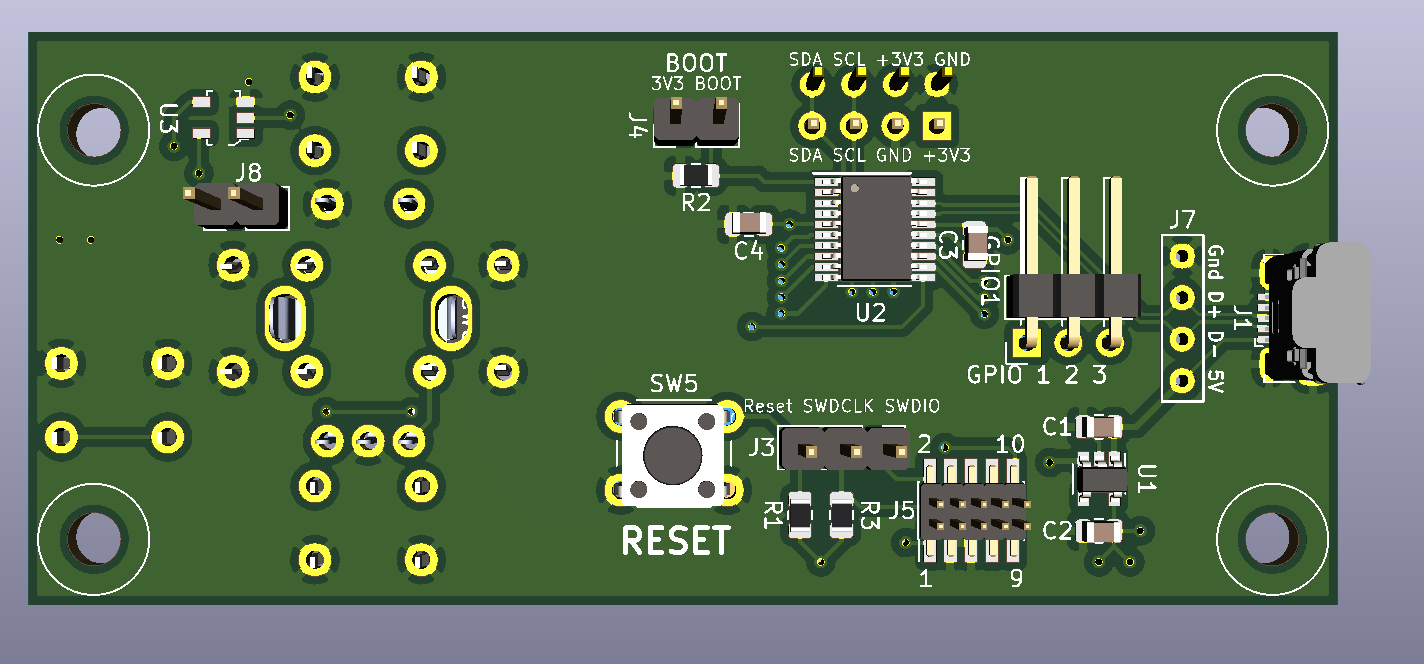 BOOT
3V3 BOOT
J4
R2
C4
SDA SCL +3V3 GND
SDA SCL GND +3V3
U3
J8
C3
U2
J7
Gnd D+ D- 5V
J1
GPIO 1 2 3
SW5
Reset SWDCLK SWDIO
J3
2 10
C1
U1
R1
R3
J5
C2
RESET
1 9